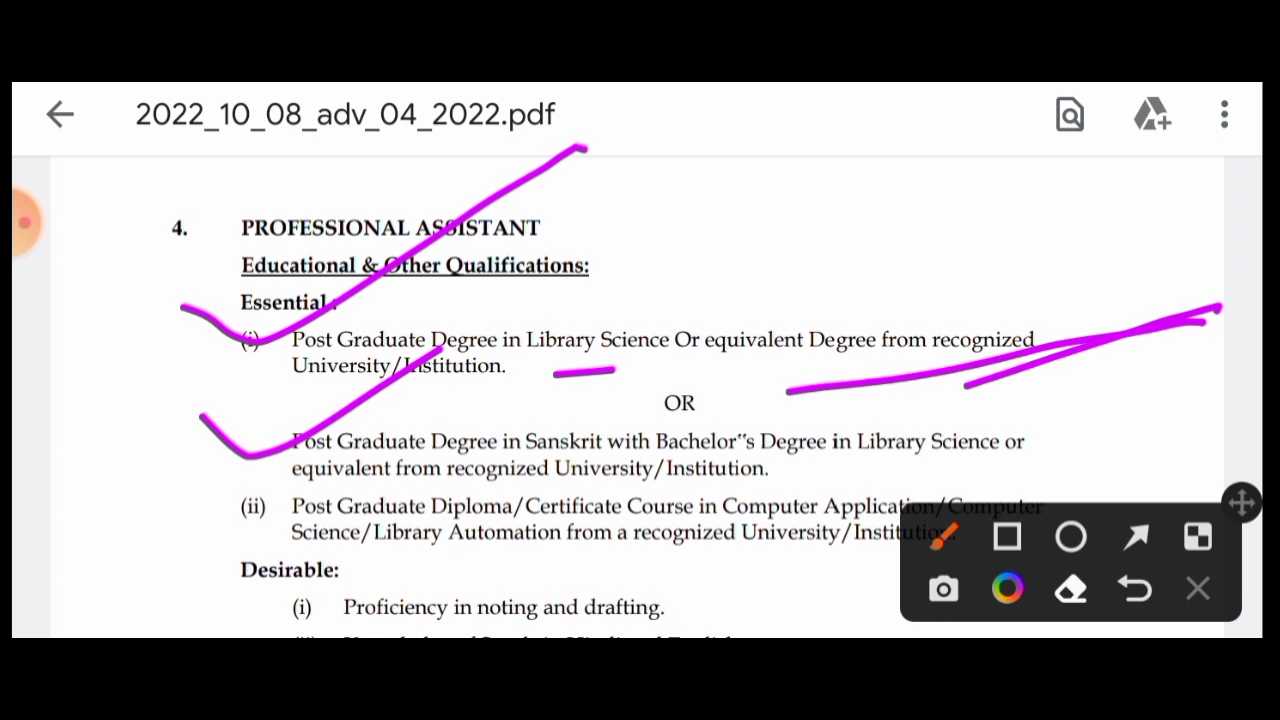 2022_10_08_adv_04_2022.pdf
4. PROFESSIONAL ASSISTANT
Educational & Other Qualifications:
Essential :
(i) Post Graduate Degree in Library Science Or equivalent Degree from recognized
University/Institution.
OR
Post Graduate Degree in Sanskrit with Bachelor"s Degree in Library Science or
equivalent from recognized University/Institution.
(ii) Post Graduate Diploma/Certificate Course in Computer Application/Computer
Science/Library Automation from a recognized University/Institution.
Desirable:
(i) Proficiency in noting and drafting.